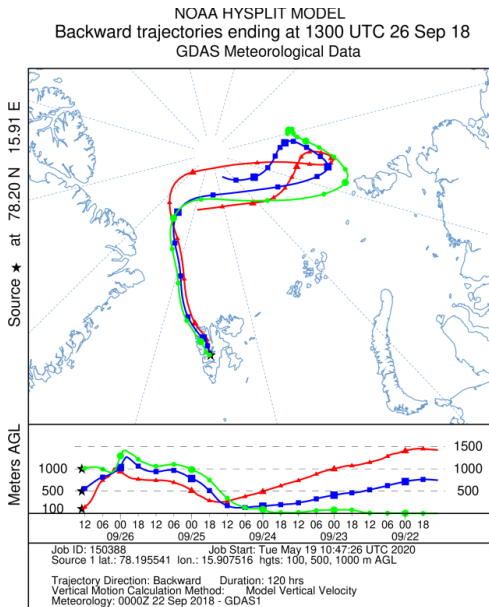 NOAA HYSPLIT MODEL
Backward trajectories ending at 1300 UTC 26 Sep 18
GDAS Meteorological Data
Source ★ at 78.20 N 15.91 E
Meters AGL
1500
1000 1000
500 500
100
12 06 00 18 12 06 00 18 12 06 00 18 12 06 00 18 12 06 00 18
09/26 09/25 09/24 09/23 09/22
Job ID: 150388 Job Start: Tue May 19 10:47:26 UTC 2020
Source 1 lat.: 78.195541 lon.: 15.907516 hgts: 100, 500, 1000 m AGL
Trajectory Direction: Backward Duration: 120 hrs
Vertical Motion Calculation Method: Model Vertical Velocity
Meteorology: 0000Z 22 Sep 2018 - GDAS1